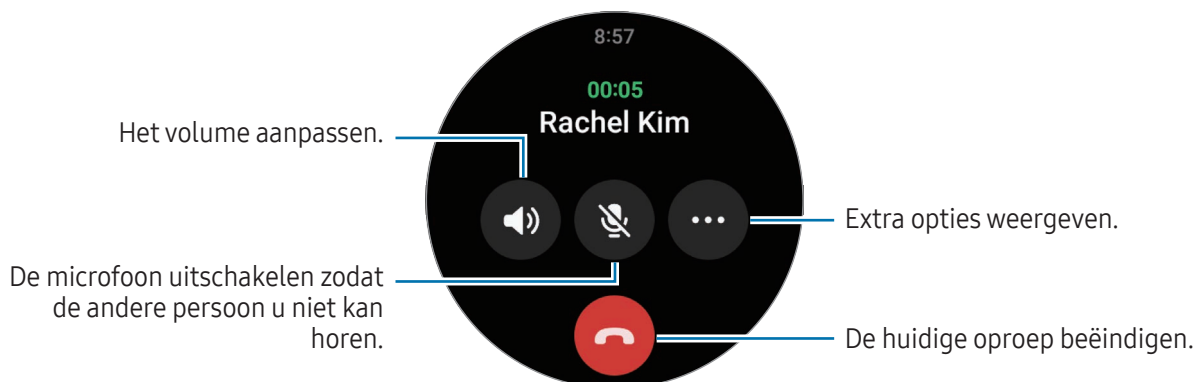 8:57
00:05
Rachel Kim
Het volume aanpassen.
Extra opties weergeven.
De microfoon uitschakelen zodat
de andere persoon u niet kan
horen.
De huidige oproep beëindigen.